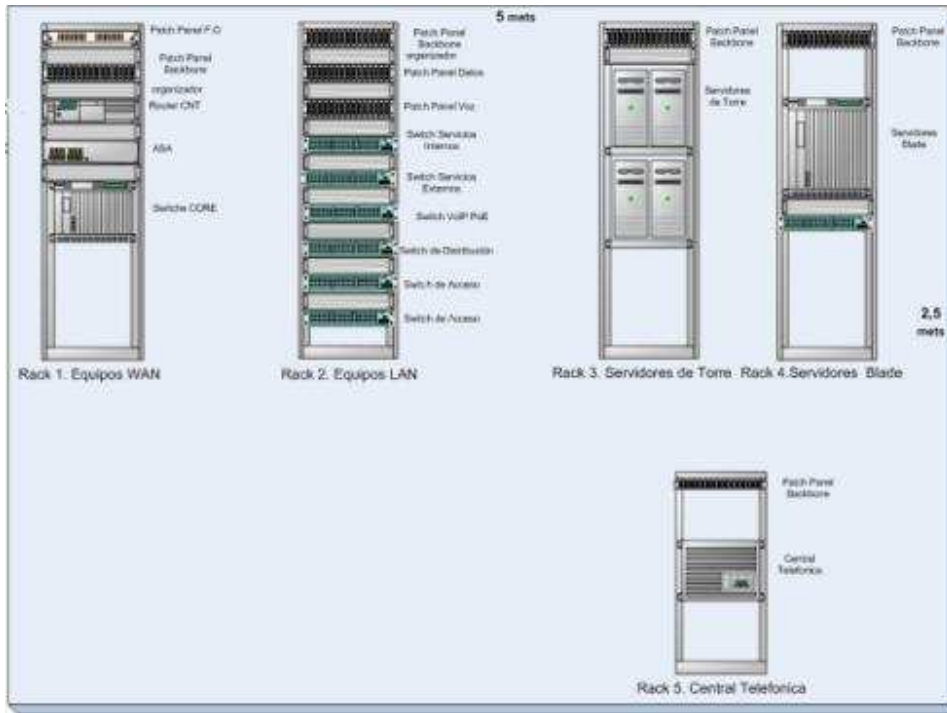 5 mets
Patch Panel F.O
Patch Panel
Backbone
organizador
Router CNT
ASA
Switche CORE
Rack 1. Equipos WAN
Patch Panel
Backbone
organizador
Patch Panel Datos
Patch Panel Voz
Switch Servicios
Internos
Switch Servicios
Externos
Switch VoIP PoE
Switch de Distribución
Switch de Acceso
Switch de Acceso
Rack 2. Equipos LAN
Patch Panel
Backbone
Servidores
de Torre
Rack 3. Servidores de Torre
Patch Panel
Backbone
Servidores
Blade
Rack 4.Servidores Blade
2,5
mets
Patch Panel
Backbone
Central
Telefonica
Rack 5. Central Telefonica